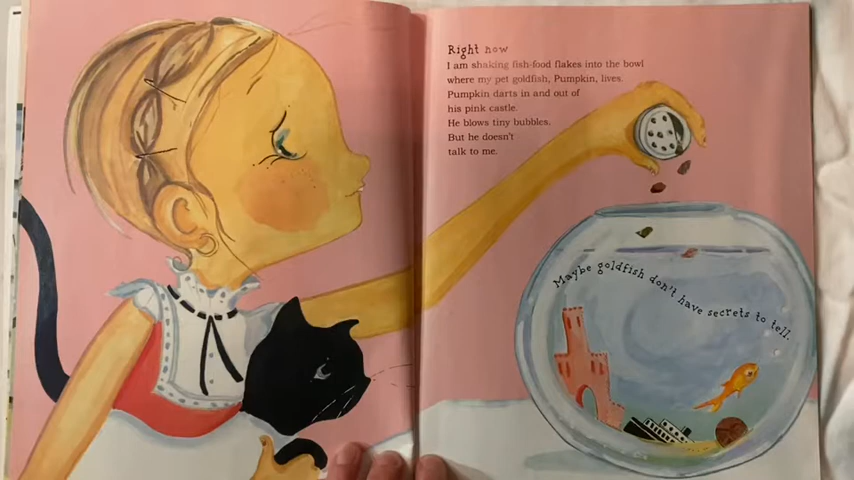 Right now
I am shaking fish-food flakes into the bowl
where my pet goldfish, Pumpkin, lives.
Pumpkin darts in and out of
his pink castle.
He blows tiny bubbles.
But he doesn't
talk to me.
Maybe goldfish don't have secrets to tell.